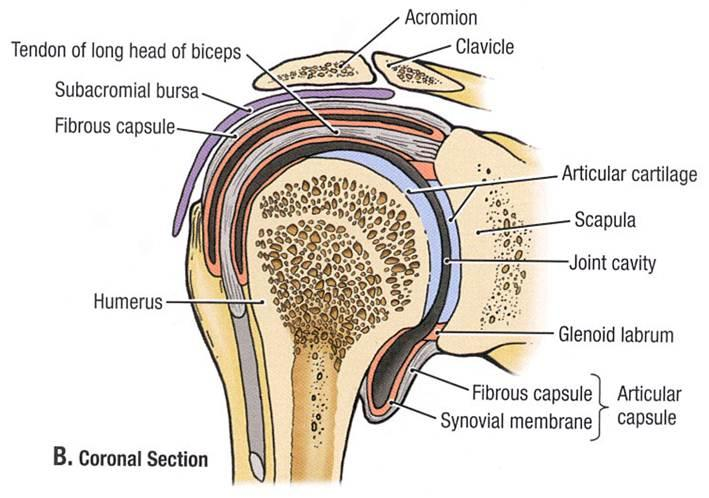 Acromion
Clavicle
Tendon of long head of biceps
Subacromial bursa
Fibrous capsule
Articular cartilage
Scapula
Joint cavity
Humerus
Glenoid labrum
Fibrous capsule
Synovial membrane
Articular
capsule
B. Coronal Section